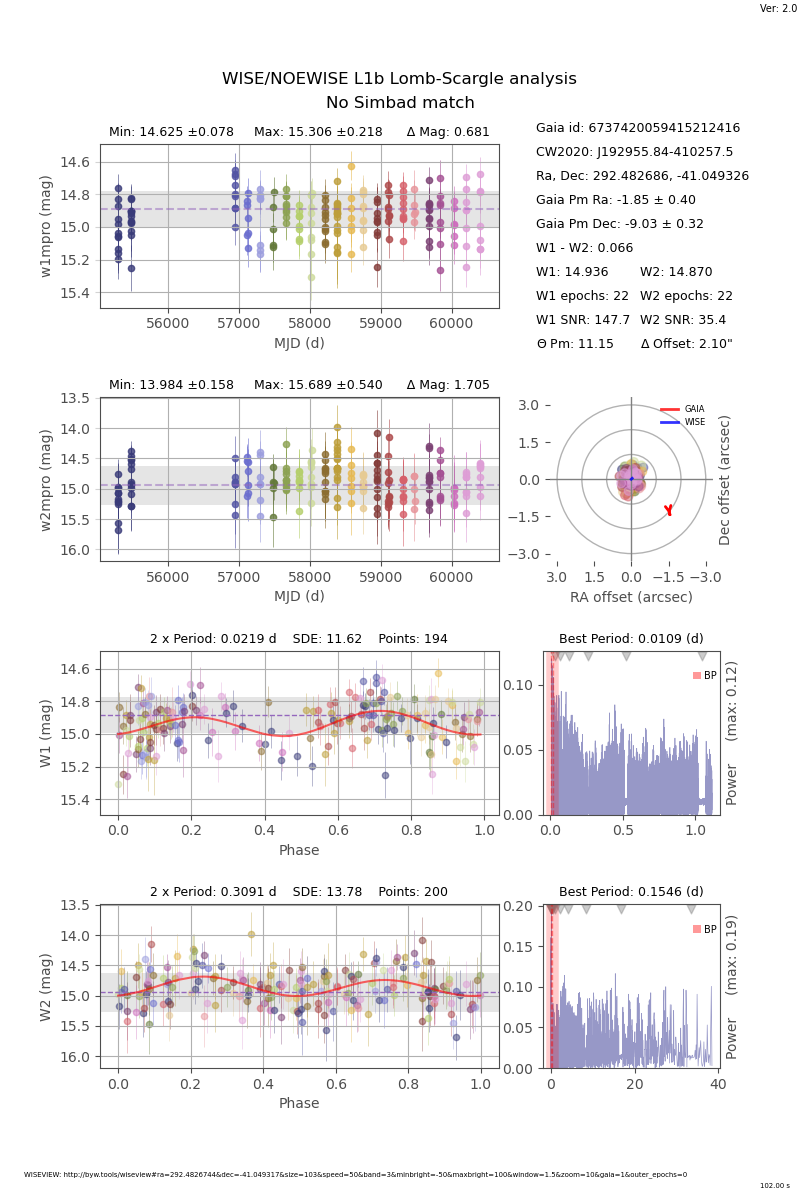 Ver: 2.0
WISE/NOEWISE L1b Lomb-Scargle analysis
No Simbad match
Min: 14.625 ±0.078 Max: 15.306 ±0.218 Δ Mag: 0.681
14.6
14.8
15.0
15.2
15.4
w1mpro (mag)
56000 57000 58000 59000 60000
MJD (d)
Gaia id: 6737420059415212416
CW2020: J192955.84-410257.5
Ra, Dec: 292.482686, -41.049326
Gaia Pm Ra: -1.85 ± 0.40
Gaia Pm Dec: -9.03 ± 0.32
W1 - W2: 0.066
W1: 14.936 W2: 14.870
W1 epochs: 22 W2 epochs: 22
W1 SNR: 147.7 W2 SNR: 35.4
Θ Pm: 11.15 Δ Offset: 2.10"
Min: 13.984 ±0.158 Max: 15.689 ±0.540 Δ Mag: 1.705
13.5
14.0
14.5
15.0
15.5
16.0
w2mpro (mag)
56000 57000 58000 59000 60000
MJD (d)
GAIA
WISE
3.0
1.5
0.0
−1.5
−3.0
3.0 1.5 0.0 −1.5 −3.0
RA offset (arcsec)
Dec offset (arcsec)
2 x Period: 0.0219 d SDE: 11.62 Points: 194
14.6
14.8
15.0
15.2
15.4
W1 (mag)
0.0 0.2 0.4 0.6 0.8 1.0
Phase
Best Period: 0.0109 (d)
BP
0.10
0.05
0.00
0.0 0.5 1.0
Power (max: 0.12)
2 x Period: 0.3091 d SDE: 13.78 Points: 200
13.5
14.0
14.5
15.0
15.5
16.0
W2 (mag)
0.0 0.2 0.4 0.6 0.8 1.0
Phase
Best Period: 0.1546 (d)
BP
0.20
0.15
0.10
0.05
0.00
0 20 40
Power (max: 0.19)
WISEVIEW: http://byw.tools/wiseview#ra=292.4826744&dec=-41.049317&size=103&speed=50&band=3&minbright=-50&maxbright=100&window=1.5&zoom=10&gaia=1&outer_epochs=0
102.00 s